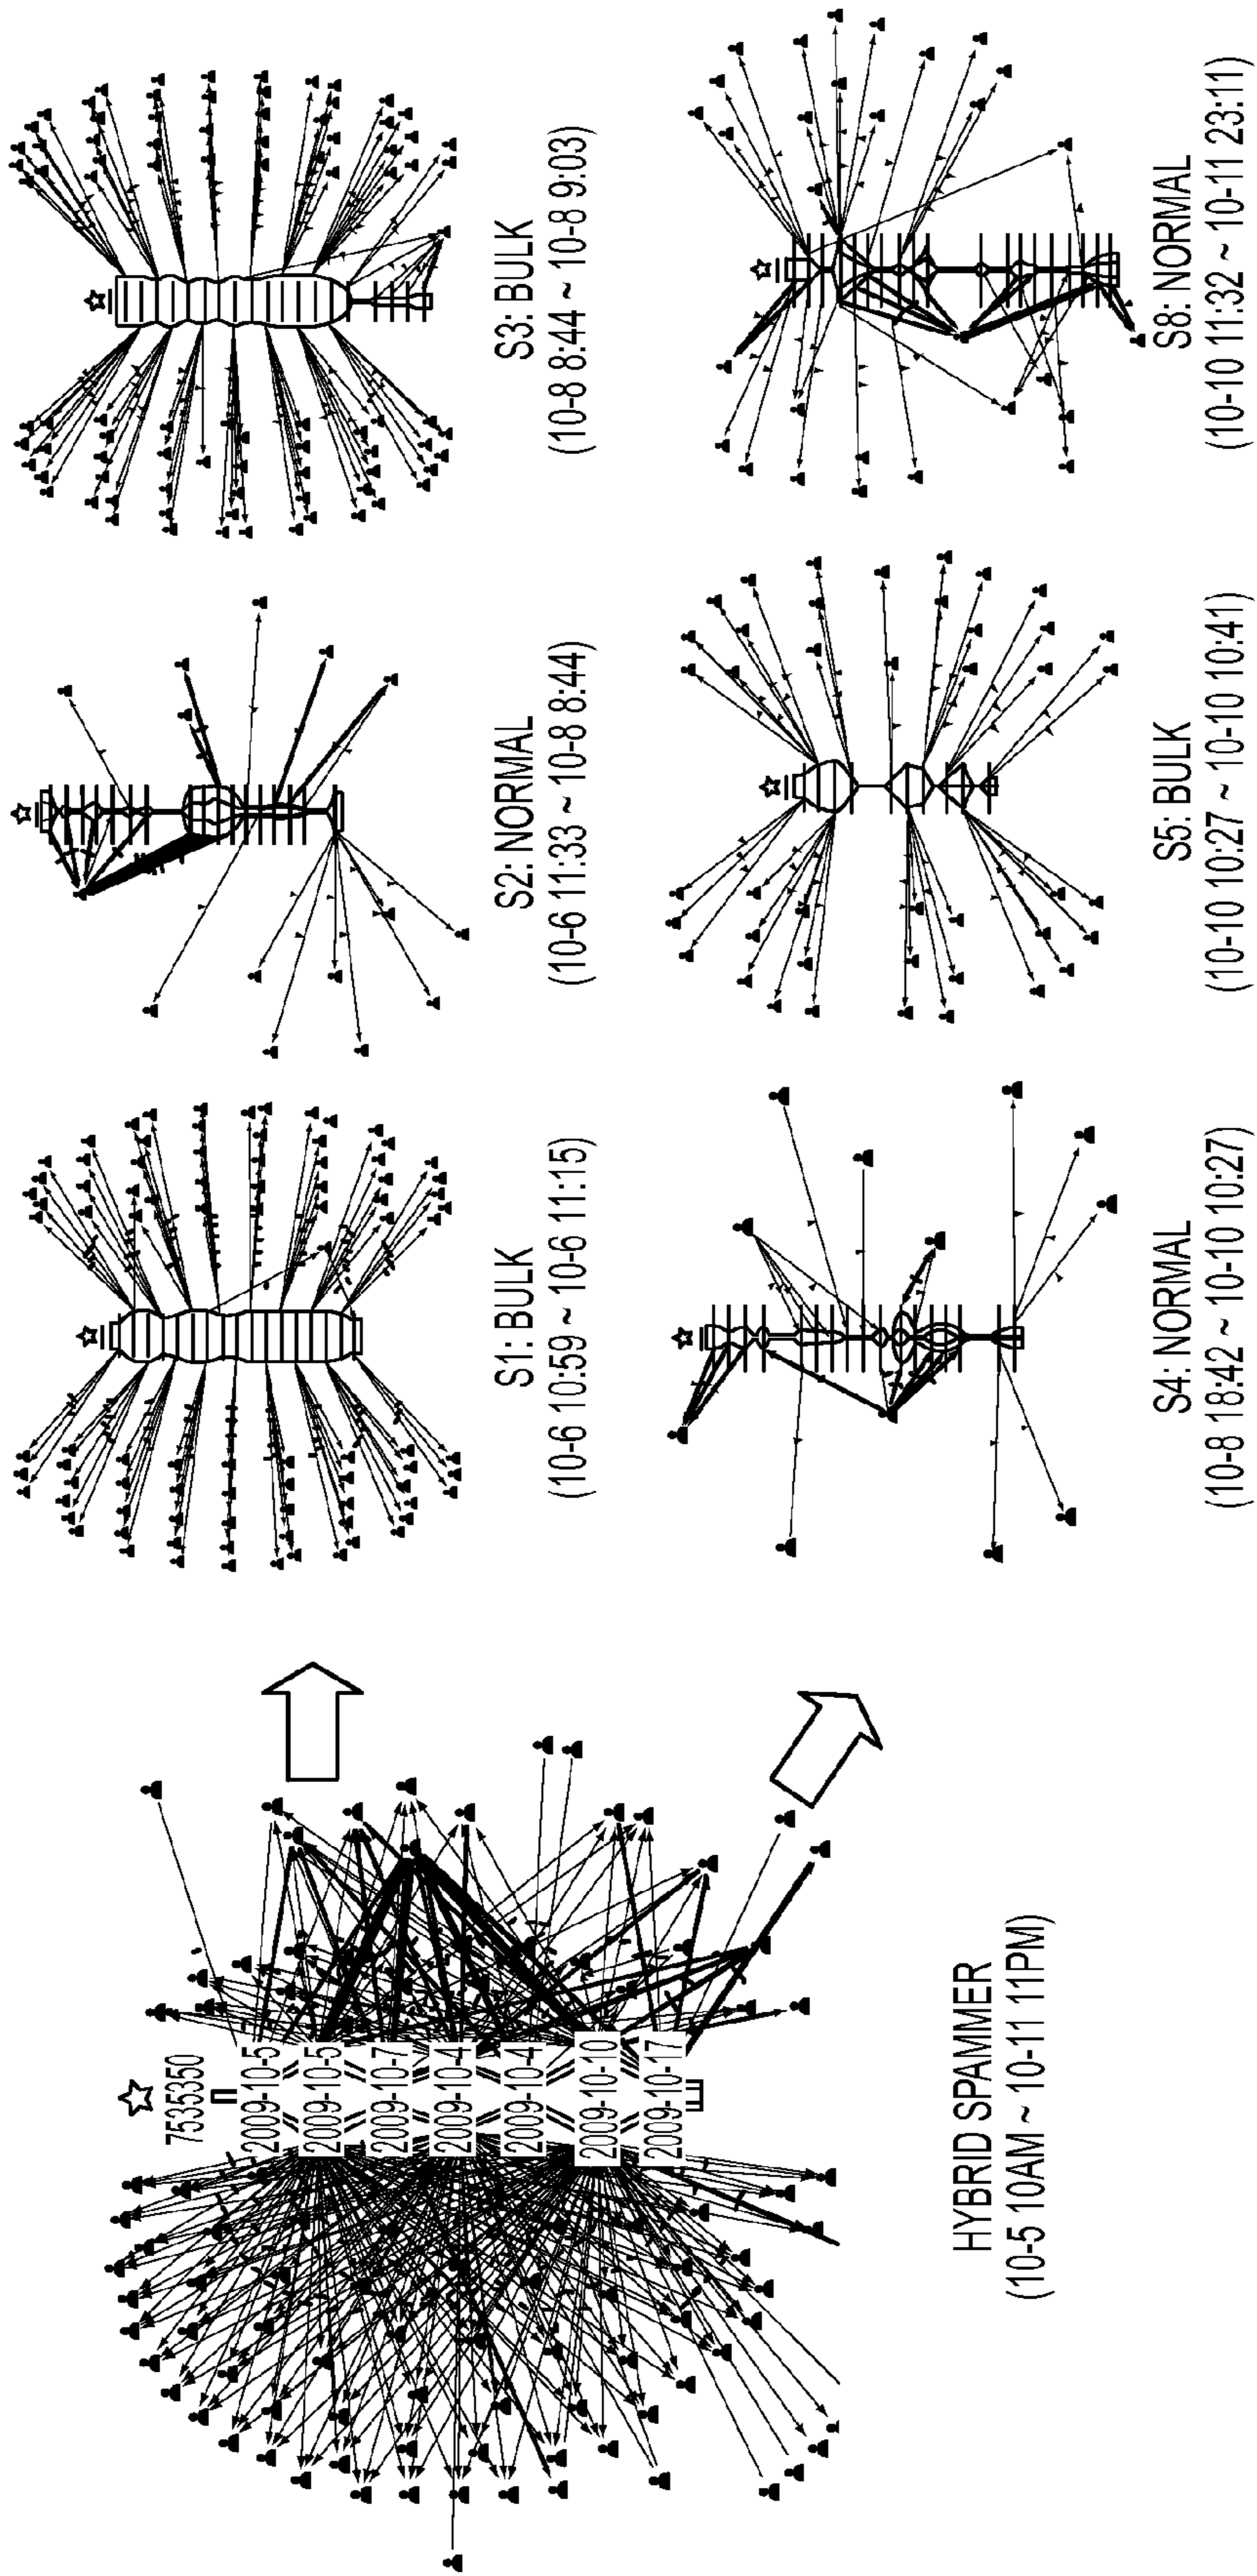 7535350
2009-10-5
2009-10-5
2009-10-7
2009-10-4
2009-10-4
2009-10-10
2009-10-17
HYBRID SPAMMER
(10-5 10AM ~ 10-11 11PM)
S1: BULK
(10-6 10:59 ~ 10-6 11:15)
S2: NORMAL
(10-6 11:33 ~ 10-8 8:44)
S3: BULK
(10-8 8:44 ~ 10-8 9:03)
S4: NORMAL
(10-8 18:42 ~ 10-10 10:27)
S5: BULK
(10-10 10:27 ~ 10-10 10:41)
S8: NORMAL
(10-10 11:32 ~ 10-11 23:11)